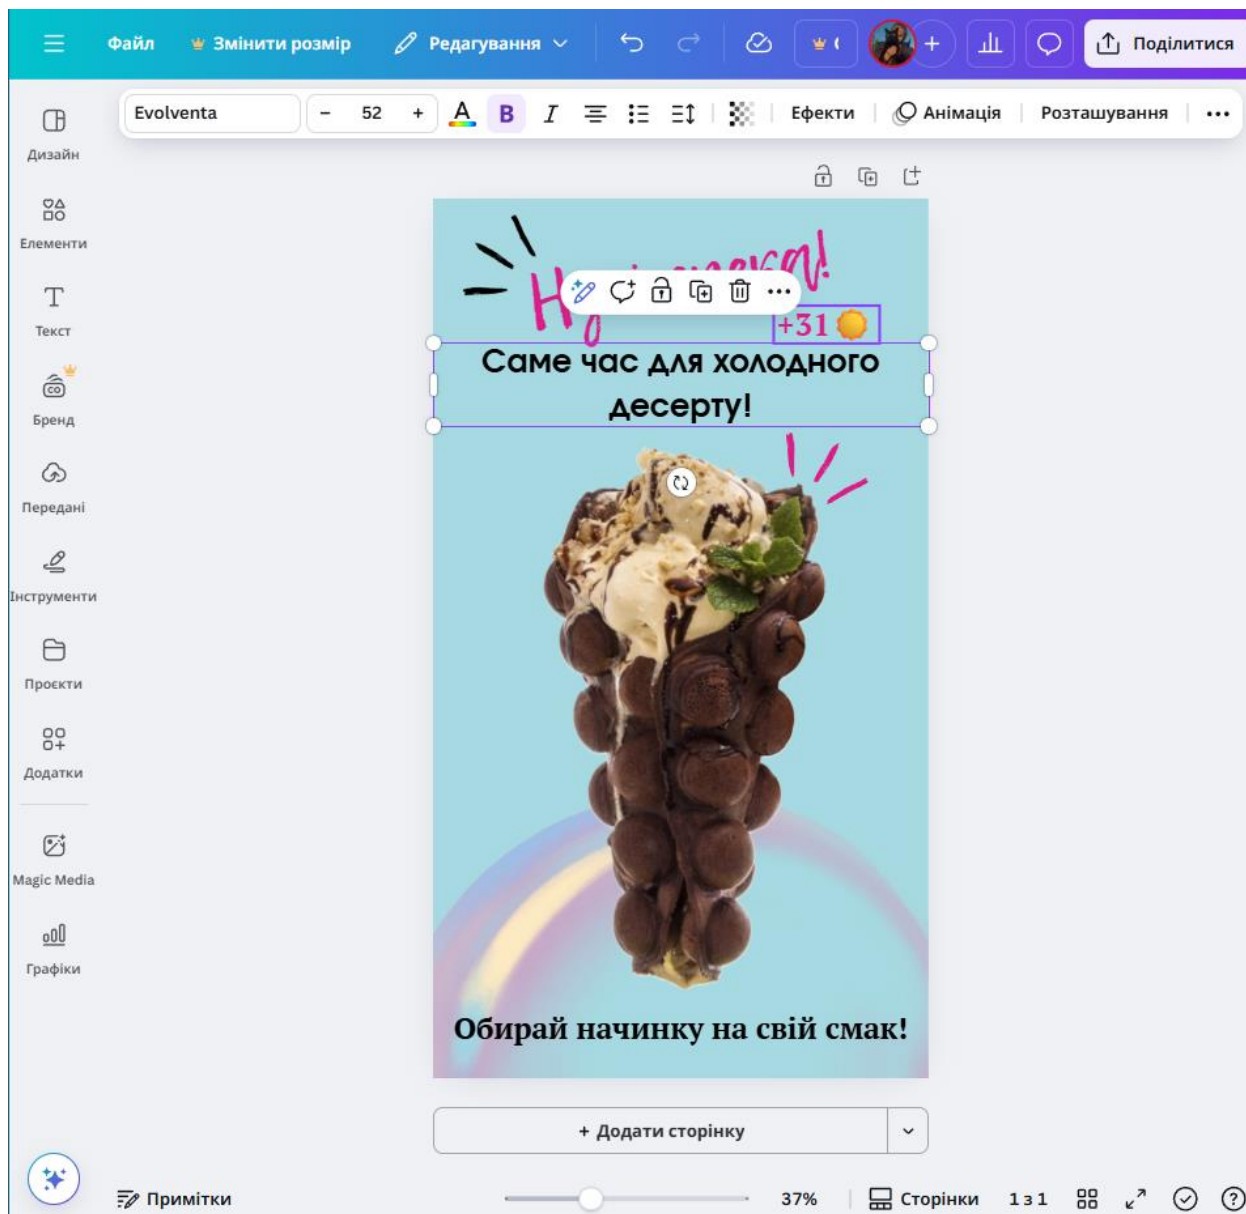 Файл
Змінити розмір
Редагування
Поділитися
Evolventa
– 52 +
A B I
Ефекти
Анімація
Розташування
Дизайн
Елементи
Текст
Бренд
Передані
Інструменти
Проєкти
Додатки
Magic Media
Графіки
+31
Саме час для холодного
десерту!
Обирай начинку на свій смак!
+ Додати сторінку
Примітки
37%
Сторінки
1 з 1